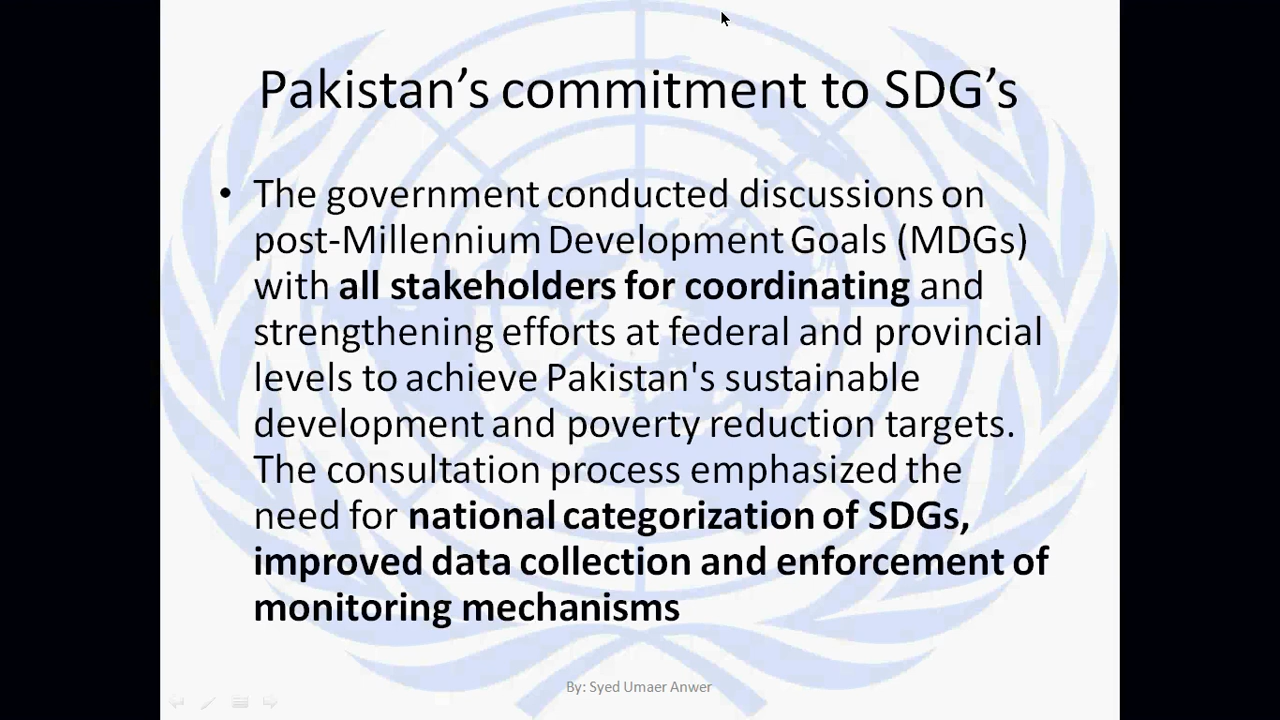 Pakistan’s commitment to SDG’s
• The government conducted discussions on
post-Millennium Development Goals (MDGs)
with all stakeholders for coordinating and
strengthening efforts at federal and provincial
levels to achieve Pakistan's sustainable
development and poverty reduction targets.
The consultation process emphasized the
need for national categorization of SDGs,
improved data collection and enforcement of
monitoring mechanisms
By: Syed Umaer Anwer